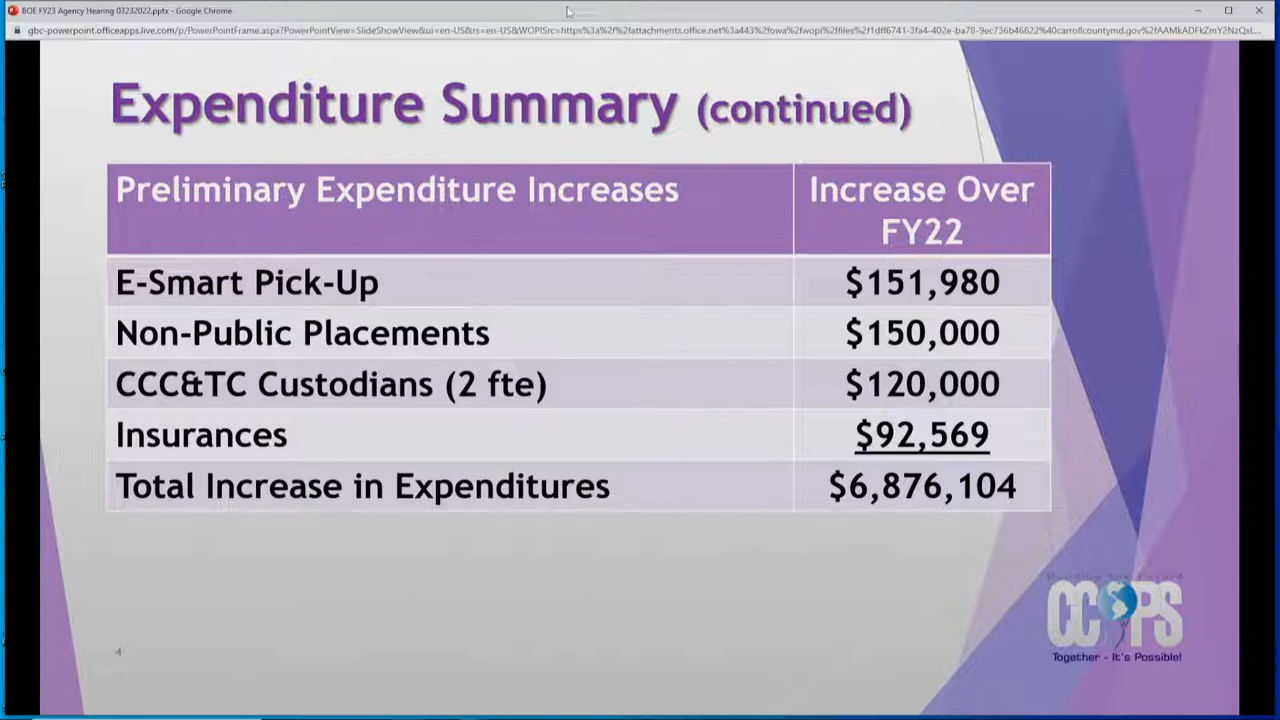 BOE FY23 Agency Hearing 03232022.pptx - Google Chrome
Expenditure Summary (continued)
Preliminary Expenditure Increases
Increase Over
FY22
E-Smart Pick-Up $151,980
Non-Public Placements $150,000
CCC&TC Custodians (2 fte) $120,000
Insurances $92,569
Total Increase in Expenditures $6,876,104
CCPS
Together - It's Possible!
4